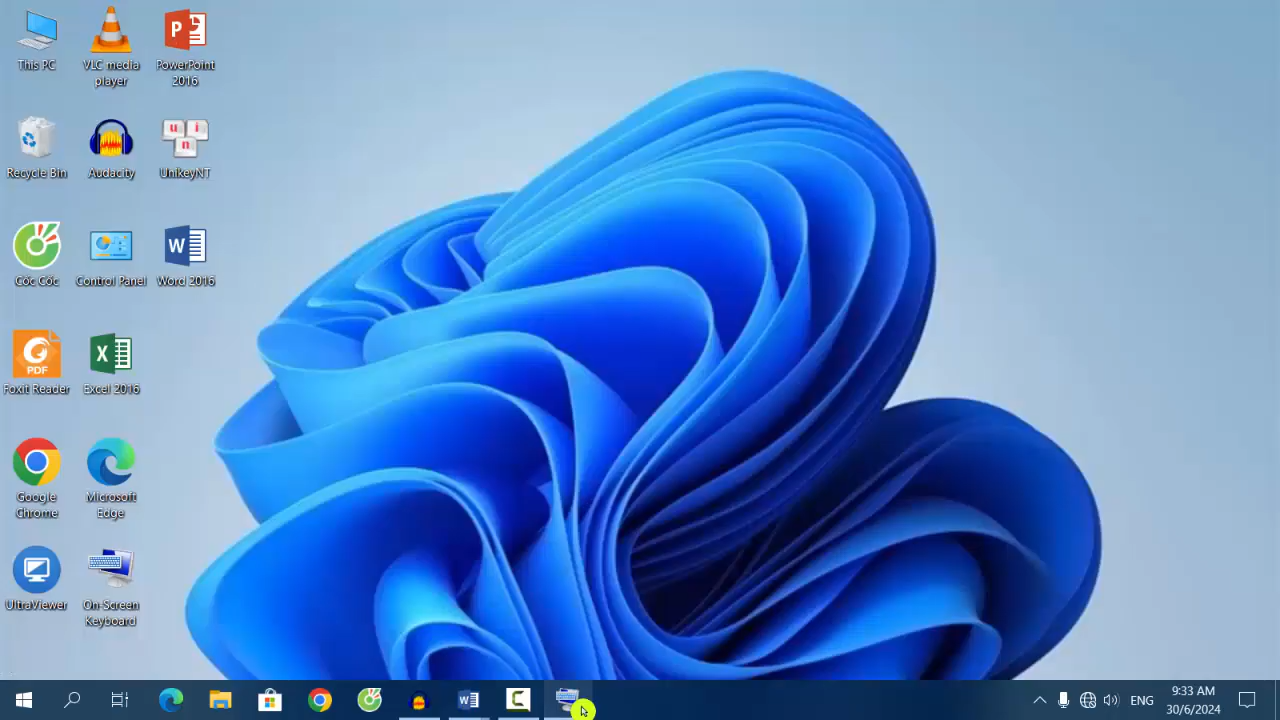 This PC
VLC media
player
PowerPoint
2016
Recycle Bin
Audacity
UnikeyNT
Cốc Cốc
Control Panel
Word 2016
Foxit Reader
Excel 2016
Google
Chrome
Microsoft
Edge
UltraViewer
On-Screen
Keyboard
ENG
9:33 AM
30/6/2024